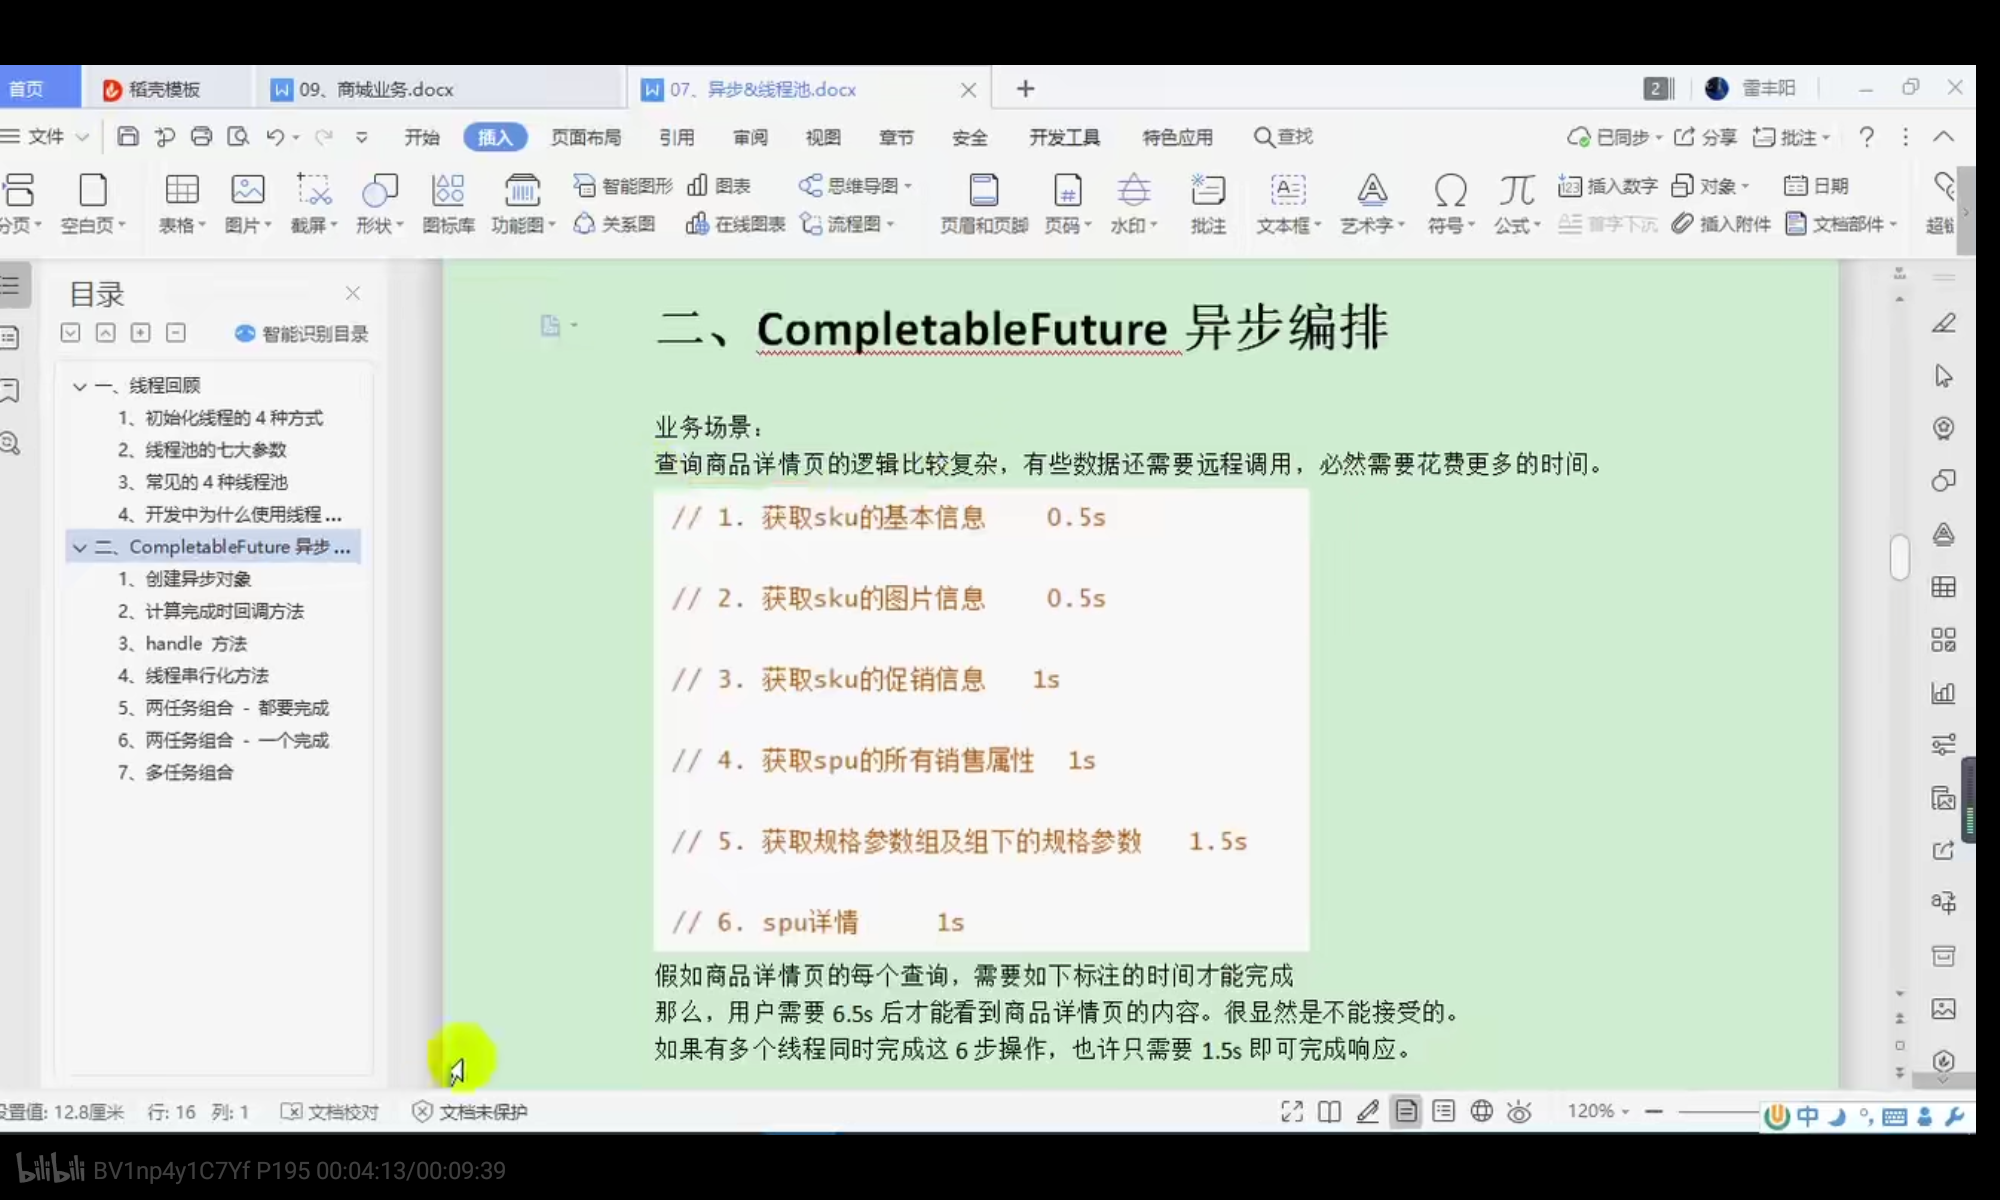 首页
稻壳模板
09、商城业务.docx
07、异步&线程池.docx
2
雷丰阳
文件
开始
插入
页面布局
引用
审阅
视图
章节
安全
开发工具
特色应用
查找
已同步
分享
批注
分页
空白页
表格
图片
截屏
形状
图标库
功能图
智能图形
图表
思维导图
关系图
在线图表
流程图
页眉和页脚
页码
水印
批注
文本框
艺术字
符号
公式
插入数字
对象
日期
首字下沉
插入附件
文档部件
目录
智能识别目录
一、线程回顾
1、初始化线程的 4 种方式
2、线程池的七大参数
3、常见的 4 种线程池
4、开发中为什么使用线程 ...
二、CompletableFuture 异步 ...
1、创建异步对象
2、计算完成时回调方法
3、handle 方法
4、线程串行化方法
5、两任务组合 - 都要完成
6、两任务组合 - 一个完成
7、多任务组合
二、CompletableFuture 异步编排
业务场景：
查询商品详情页的逻辑比较复杂，有些数据还需要远程调用，必然需要花费更多的时间。
// 1. 获取sku的基本信息 0.5s
// 2. 获取sku的图片信息 0.5s
// 3. 获取sku的促销信息 1s
// 4. 获取spu的所有销售属性 1s
// 5. 获取规格参数组及组下的规格参数 1.5s
// 6. spu详情 1s
假如商品详情页的每个查询，需要如下标注的时间才能完成
那么，用户需要 6.5s 后才能看到商品详情页的内容。很显然是不能接受的。
如果有多个线程同时完成这 6 步操作，也许只需要 1.5s 即可完成响应。
设置值: 12.8厘米 行: 16 列: 1 文档校对 文档未保护
120%
中
bilibili BV1np4y1C7Yf P195 00:04:13/00:09:39